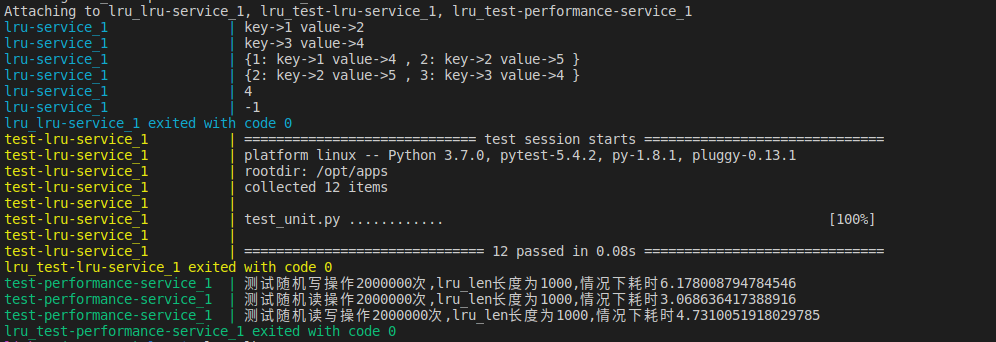 Attaching to lru_lru-service_1, lru_test-lru-service_1, lru_test-performance-service_1
lru-service_1 | key->1 value->2
lru-service_1 | key->3 value->4
lru-service_1 | {1: key->1 value->4 , 2: key->2 value->5 }
lru-service_1 | {2: key->2 value->5 , 3: key->3 value->4 }
lru-service_1 | 4
lru-service_1 | -1
lru_lru-service_1 exited with code 0
test-lru-service_1 | ============================= test session starts ==============================
test-lru-service_1 | platform linux -- Python 3.7.0, pytest-5.4.2, py-1.8.1, pluggy-0.13.1
test-lru-service_1 | rootdir: /opt/apps
test-lru-service_1 | collected 12 items
test-lru-service_1 |
test-lru-service_1 | test_unit.py ............ [100%]
test-lru-service_1 |
test-lru-service_1 | ============================== 12 passed in 0.08s ==============================
lru_test-lru-service_1 exited with code 0
test-performance-service_1 | 测试随机写操作2000000次,lru_len长度为1000,情况下耗时6.178008794784546
test-performance-service_1 | 测试随机读操作2000000次,lru_len长度为1000,情况下耗时3.068636417388916
test-performance-service_1 | 测试随机读写操作2000000次,lru_len长度为1000,情况下耗时4.7310051918029785
lru_test-performance-service_1 exited with code 0